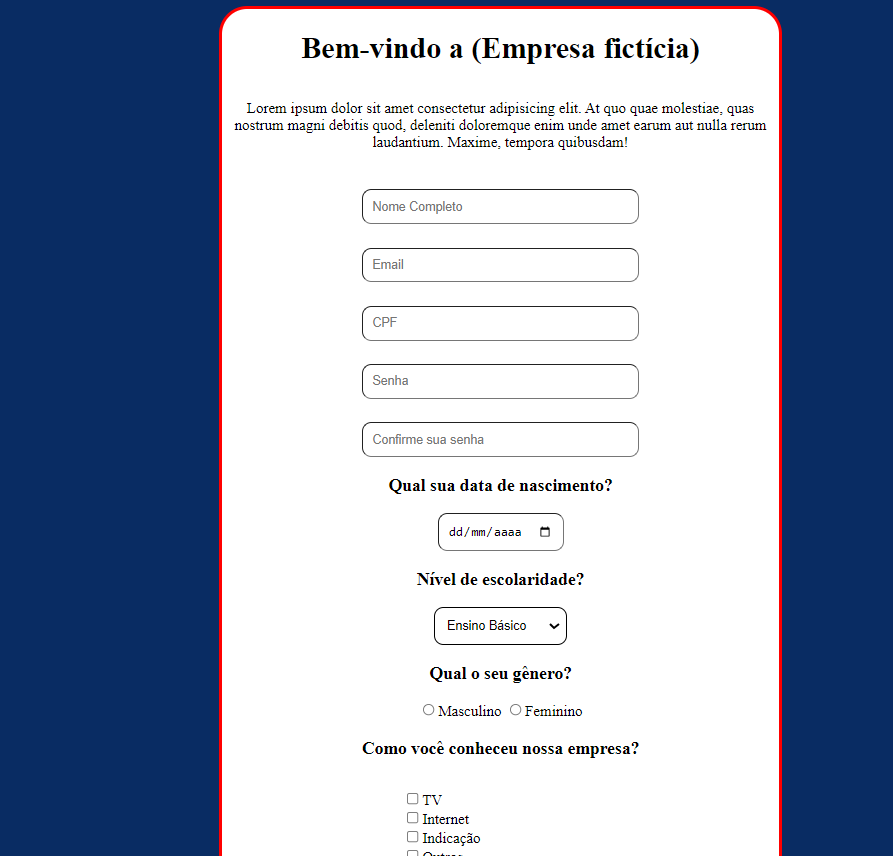 Bem-vindo a (Empresa fictícia)
Lorem ipsum dolor sit amet consectetur adipisicing elit. At quo quae molestiae, quas
nostrum magni debitis quod, deleniti doloremque enim unde amet earum aut nulla rerum
laudantium. Maxime, tempora quibusdam!
Nome Completo
Email
CPF
Senha
Confirme sua senha
Qual sua data de nascimento?
dd/mm/aaaa
Nível de escolaridade?
Ensino Básico
Qual o seu gênero?
Masculino Feminino
Como você conheceu nossa empresa?
TV
Internet
Indicação